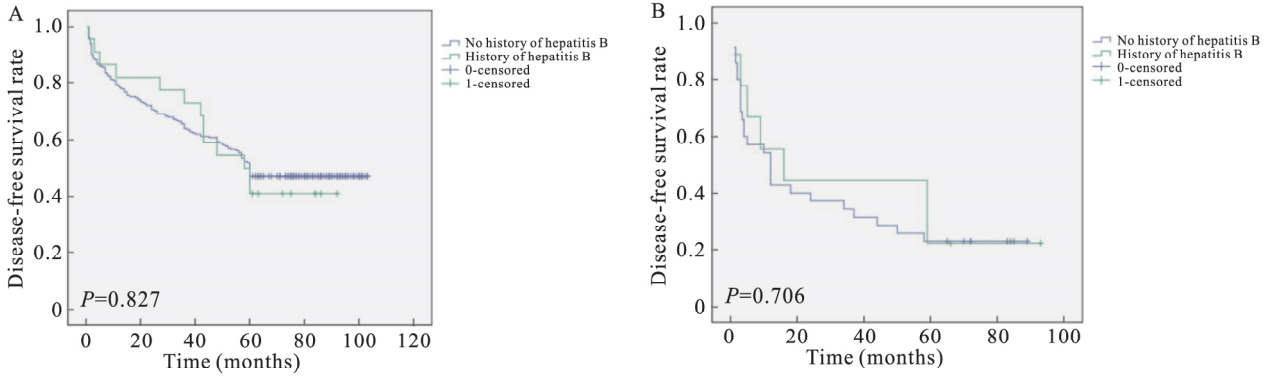 A
Disease-free survival rate
1.0
0.8
0.6
0.4
0.2
0
P=0.827
0 20 40 60 80 100 120
Time (months)
No history of hepatitis B
History of hepatitis B
0-censored
1-censored
B
Disease-free survival rate
1.0
0.8
0.6
0.4
0.2
0
P=0.706
0 20 40 60 80 100
Time (months)
No history of hepatitis B
History of hepatitis B
0-censored
1-censored